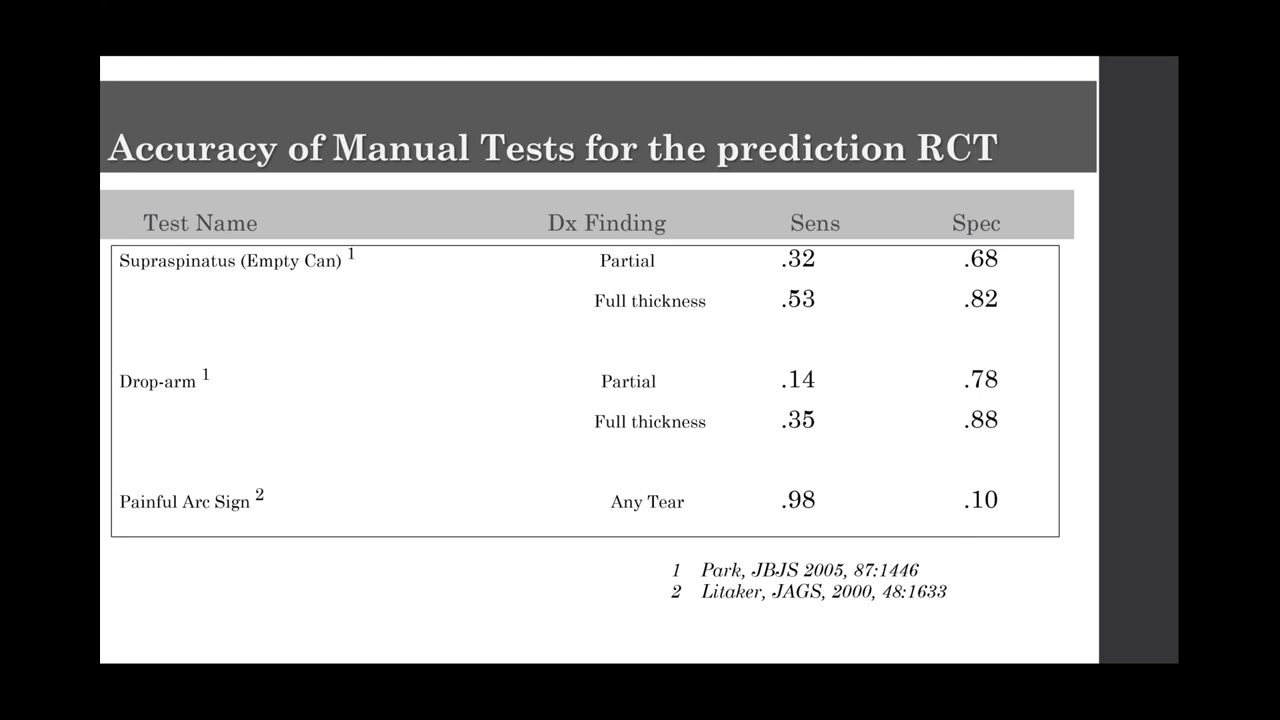 Accuracy of Manual Tests for the prediction RCT
Test Name Dx Finding Sens Spec
Supraspinatus (Empty Can) 1 Partial .32 .68
Full thickness .53 .82
Drop-arm 1 Partial .14 .78
Full thickness .35 .88
Painful Arc Sign 2 Any Tear .98 .10
1 Park, JBJS 2005, 87:1446
2 Litaker, JAGS, 2000, 48:1633